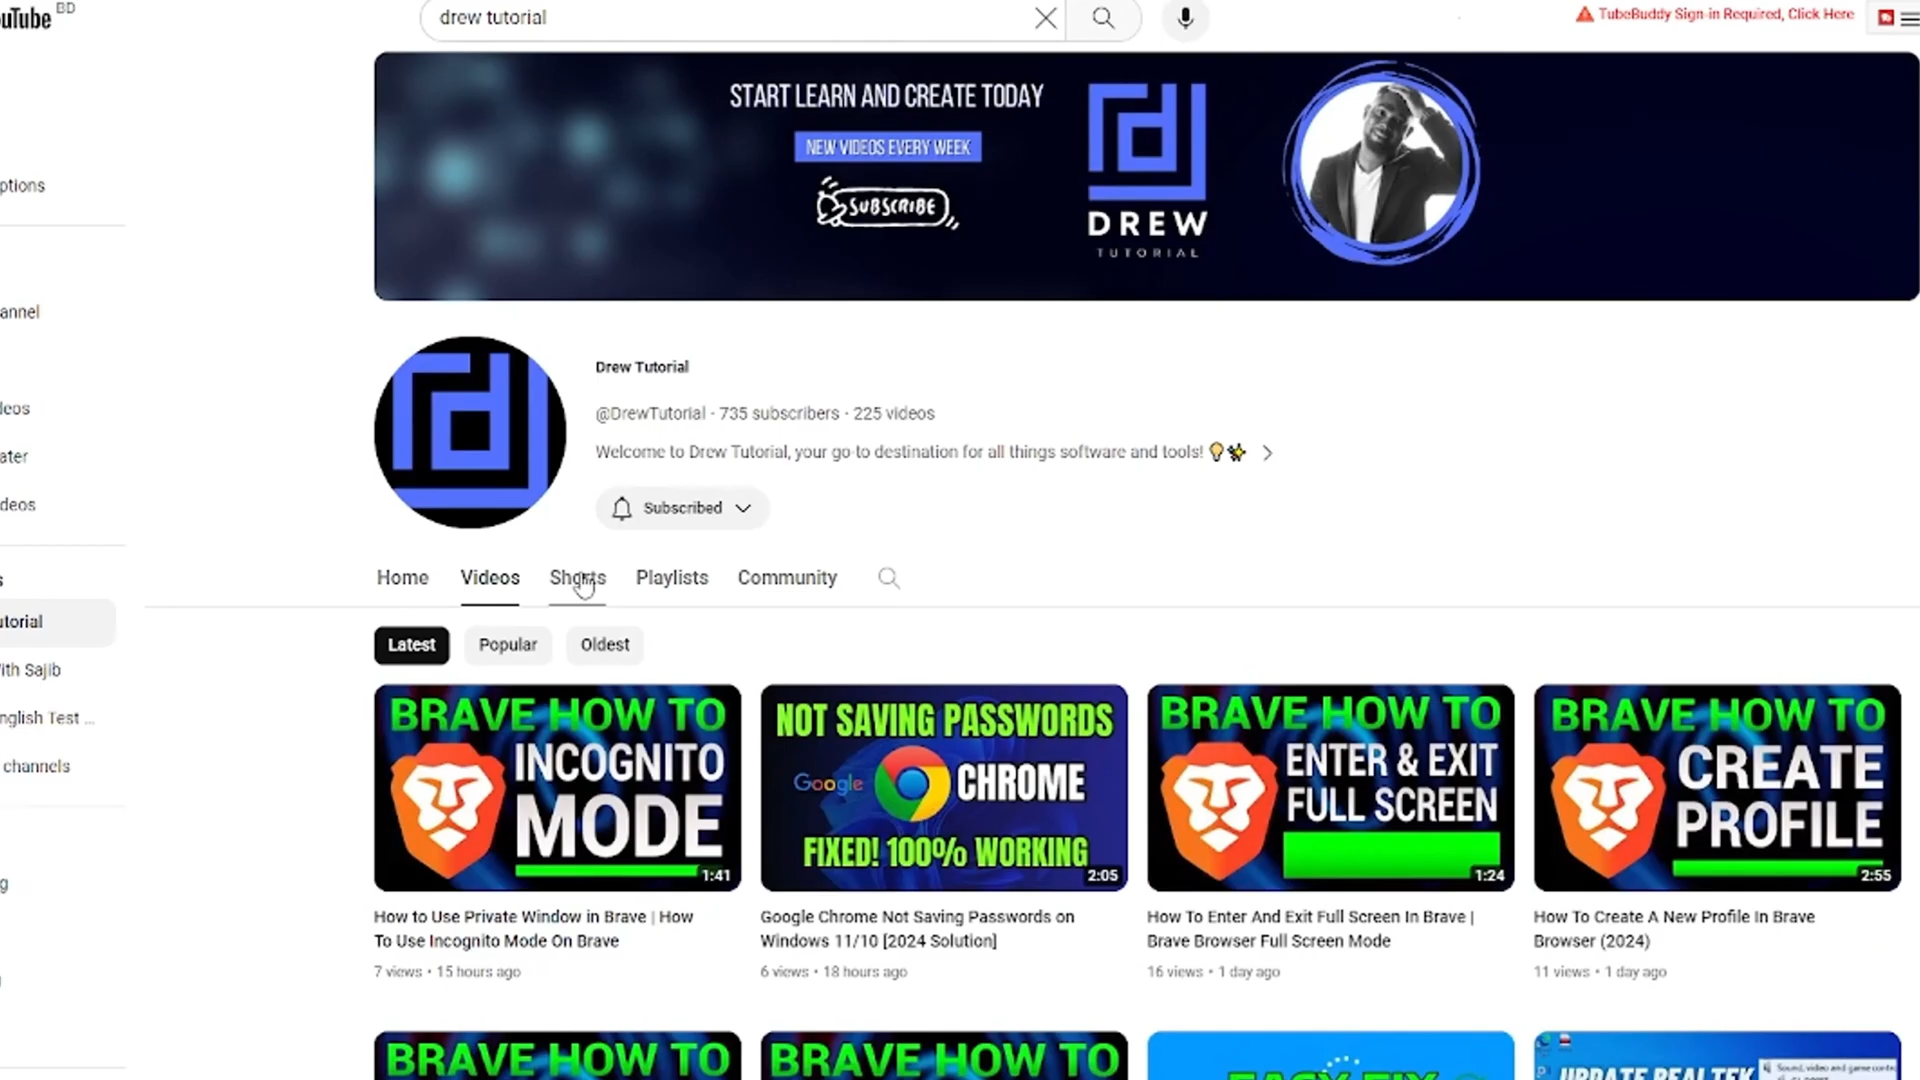 ouTube BD
drew tutorial
TubeBuddy Sign-in Required, Click Here
START LEARN AND CREATE TODAY
NEW VIDEOS EVERY WEEK
SUBSCRIBE
DREW
TUTORIAL
ptions
annel
deos
ater
deos
s
utorial
ith Sajib
nglish Test ...
channels
g
Drew Tutorial
@DrewTutorial · 735 subscribers · 225 videos
Welcome to Drew Tutorial, your go-to destination for all things software and tools! 💡✨
Subscribed
Home Videos Shorts Playlists Community
Latest Popular Oldest
BRAVE HOW TO
INCOGNITO
MODE
1:41
How to Use Private Window in Brave | How
To Use Incognito Mode On Brave
7 views • 15 hours ago
NOT SAVING PASSWORDS
Google CHROME
FIXED! 100% WORKING
2:05
Google Chrome Not Saving Passwords on
Windows 11/10 [2024 Solution]
6 views • 18 hours ago
BRAVE HOW TO
ENTER & EXIT
FULL SCREEN
1:24
How To Enter And Exit Full Screen In Brave |
Brave Browser Full Screen Mode
16 views • 1 day ago
BRAVE HOW TO
CREATE
PROFILE
2:55
How To Create A New Profile In Brave
Browser (2024)
11 views • 1 day ago
BRAVE HOW TO
BRAVE HOW TO
EASY FIX
UPDATE REALTEK